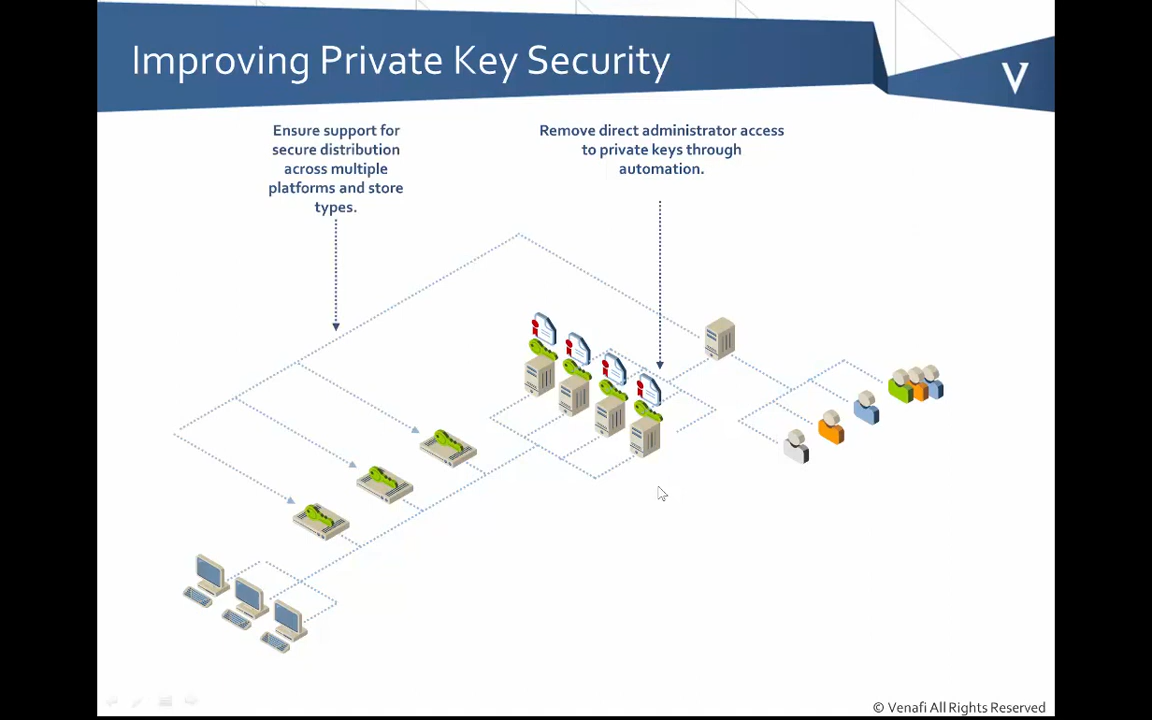 Improving Private Key Security
V
Ensure support for
secure distribution
across multiple
platforms and store
types.
Remove direct administrator access
to private keys through
automation.
© Venafi All Rights Reserved